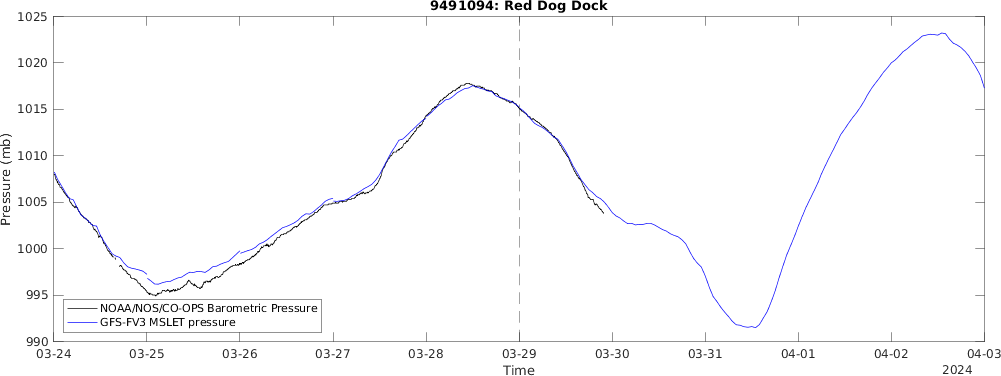 9491094: Red Dog Dock
Pressure (mb)
1025
1020
1015
1010
1005
1000
995
990
NOAA/NOS/CO-OPS Barometric Pressure
GFS-FV3 MSLET pressure
03-24 03-25 03-26 03-27 03-28 03-29 03-30 03-31 04-01 04-02 04-03
Time
2024